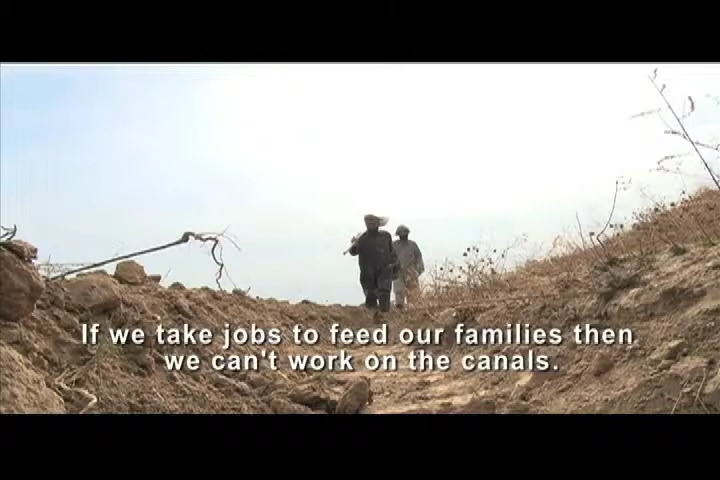 If we take jobs to feed our families then
we can't work on the canals.